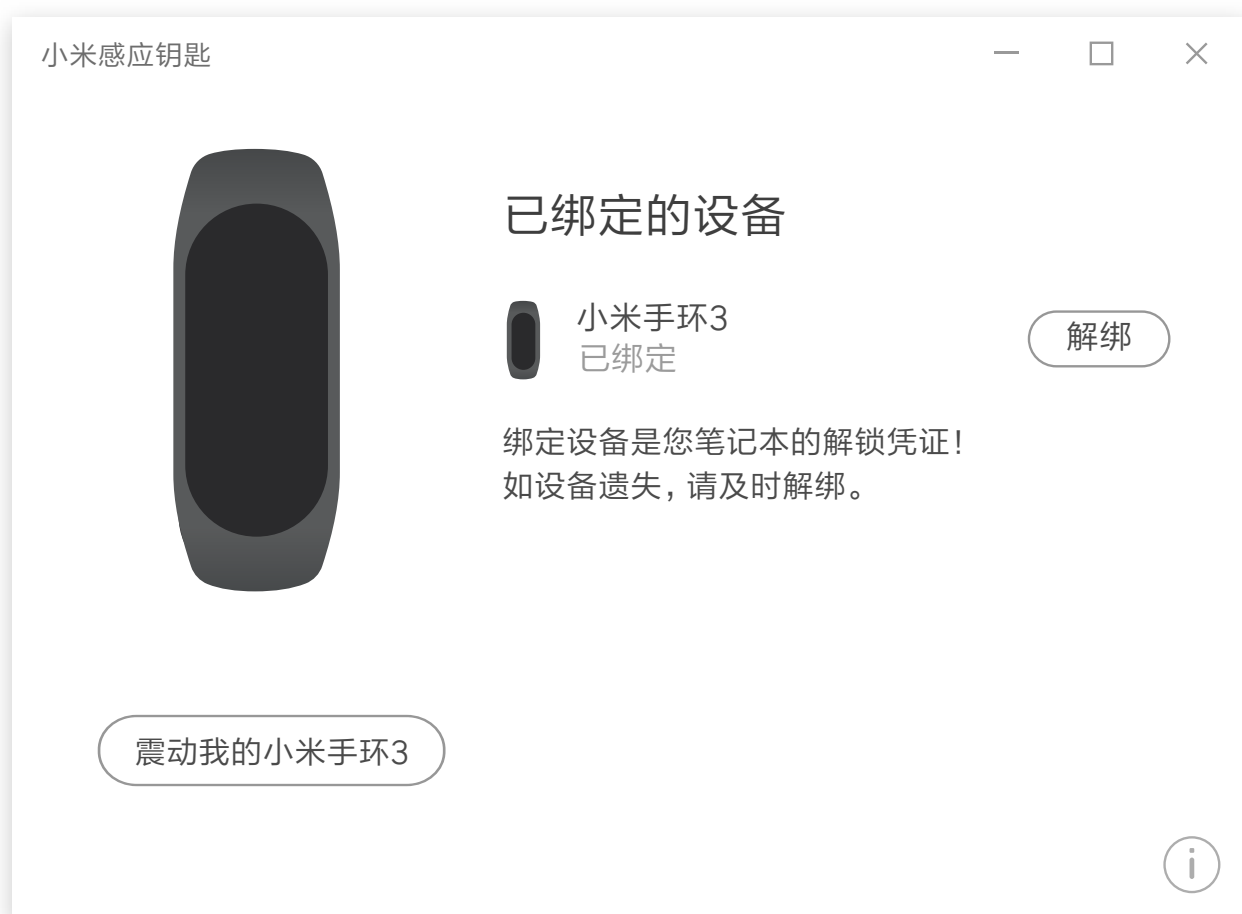 小米感应钥匙
已绑定的设备
小米手环3
已绑定
解绑
绑定设备是您笔记本的解锁凭证!
如设备遗失，请及时解绑。
震动我的小米手环3